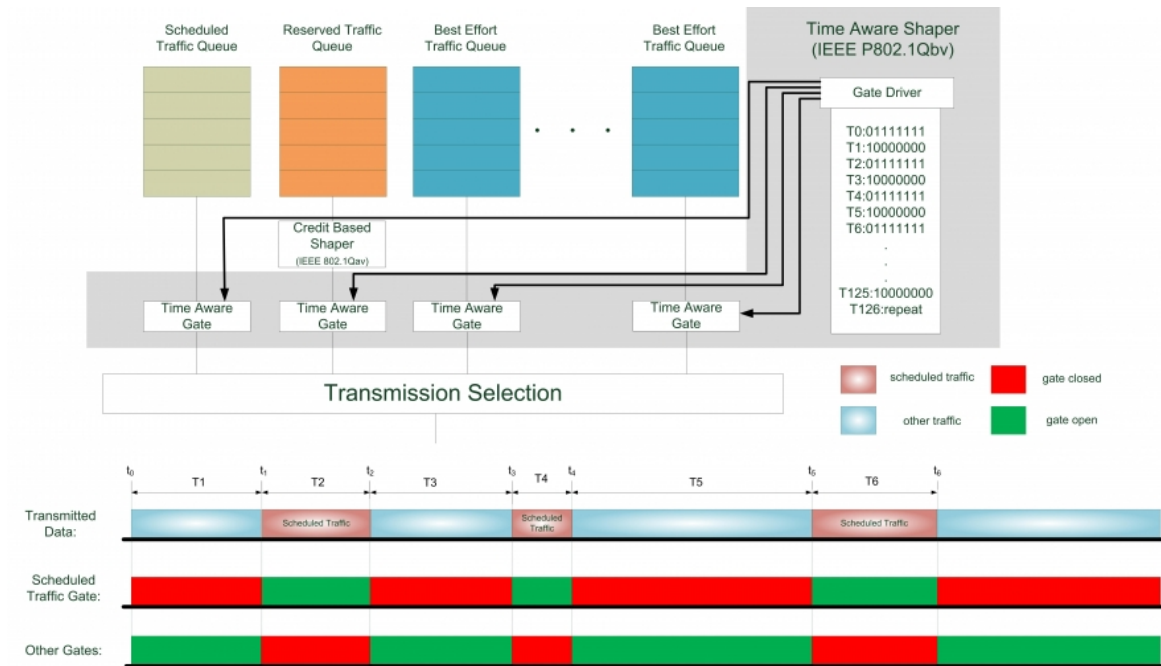 Scheduled
Traffic Queue
Reserved Traffic
Queue
Best Effort
Traffic Queue
Best Effort
Traffic Queue
Time Aware Shaper
(IEEE P802.1Qbv)
Gate Driver
T0:01111111
T1:10000000
T2:01111111
T3:10000000
T4:01111111
T5:10000000
T6:01111111
.
.
.
T125:10000000
T126:repeat
. . .
Credit Based
Shaper
(IEEE 802.1Qav)
Time Aware
Gate
Time Aware
Gate
Time Aware
Gate
Time Aware
Gate
Transmission Selection
scheduled traffic
gate closed
other traffic
gate open
t0 t1 t2 t3 t4 t5 t6
T1 T2 T3 T4 T5 T6
Transmitted
Data:
Scheduled Traffic
Scheduled
Traffic
Scheduled Traffic
Scheduled
Traffic Gate:
Other Gates: